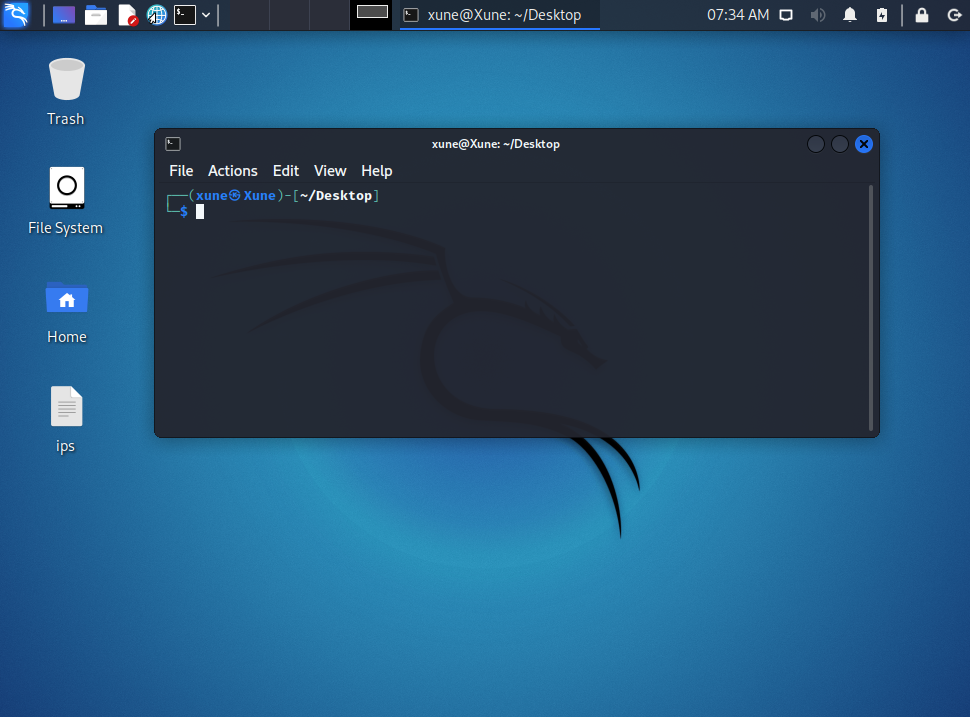 xune@Xune: ~/Desktop
07:34 AM
Trash
File System
Home
ips
xune@Xune: ~/Desktop
File Actions Edit View Help
┌──(xune㉿Xune)-[~/Desktop]
└─$